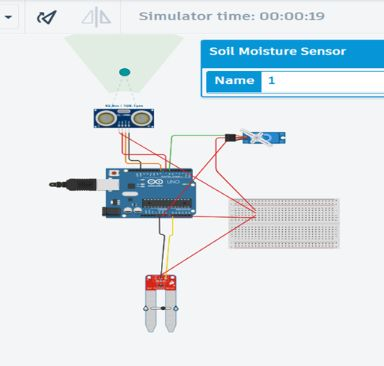 Simulator time: 00:00:19
Soil Moisture Sensor
Name 1
UNO